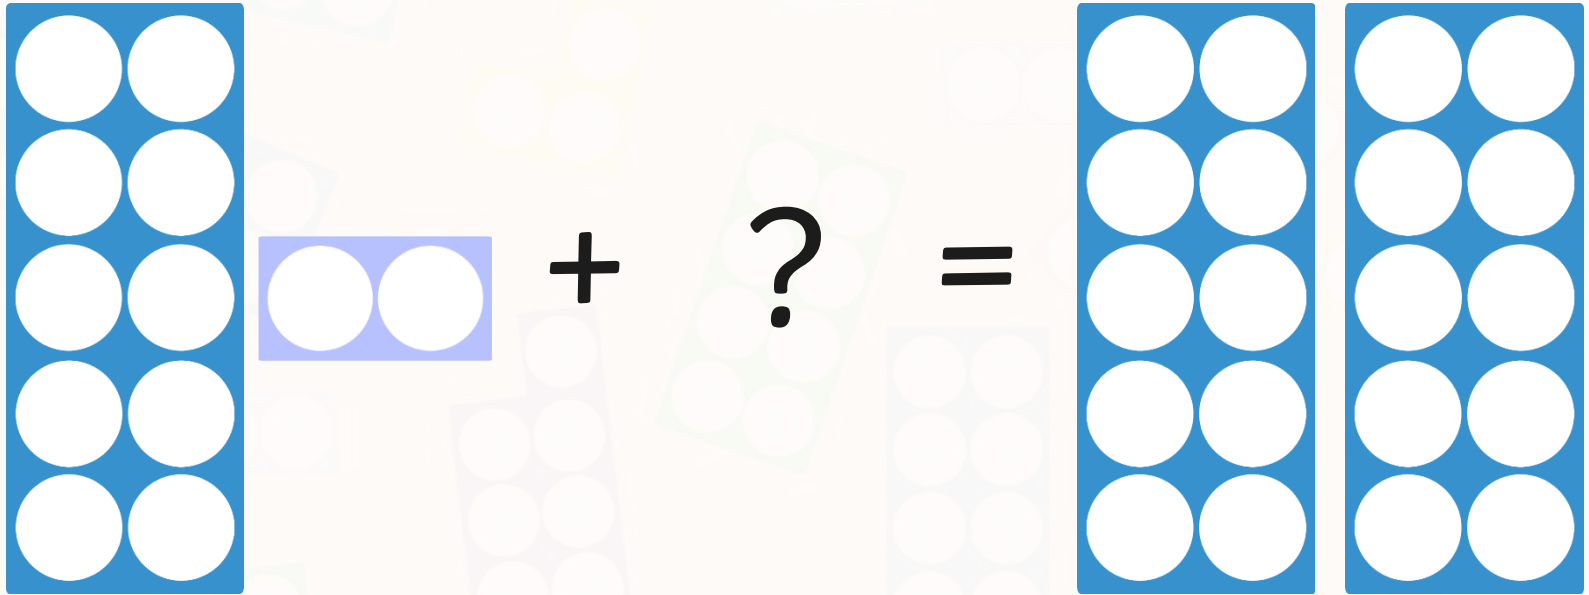 + ? =